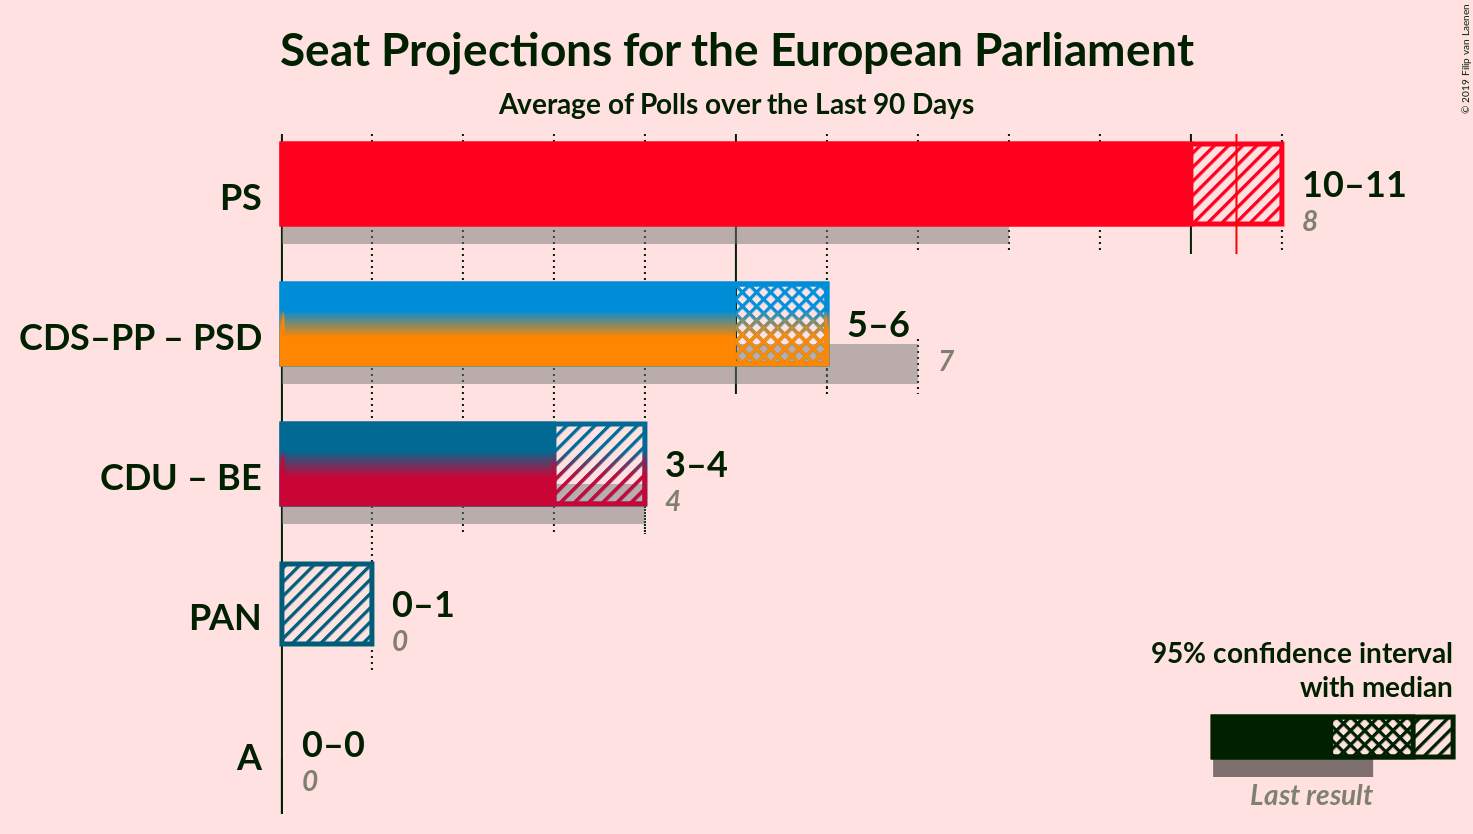 Seat Projections for the European Parliament
Average of Polls over the Last 90 Days
© 2019 Filip van Laenen
PS
10–11
8
CDS–PP – PSD
5–6
7
CDU – BE
3–4
4
PAN
0–1
0
A
0–0
0
95% confidence interval
with median
Last result